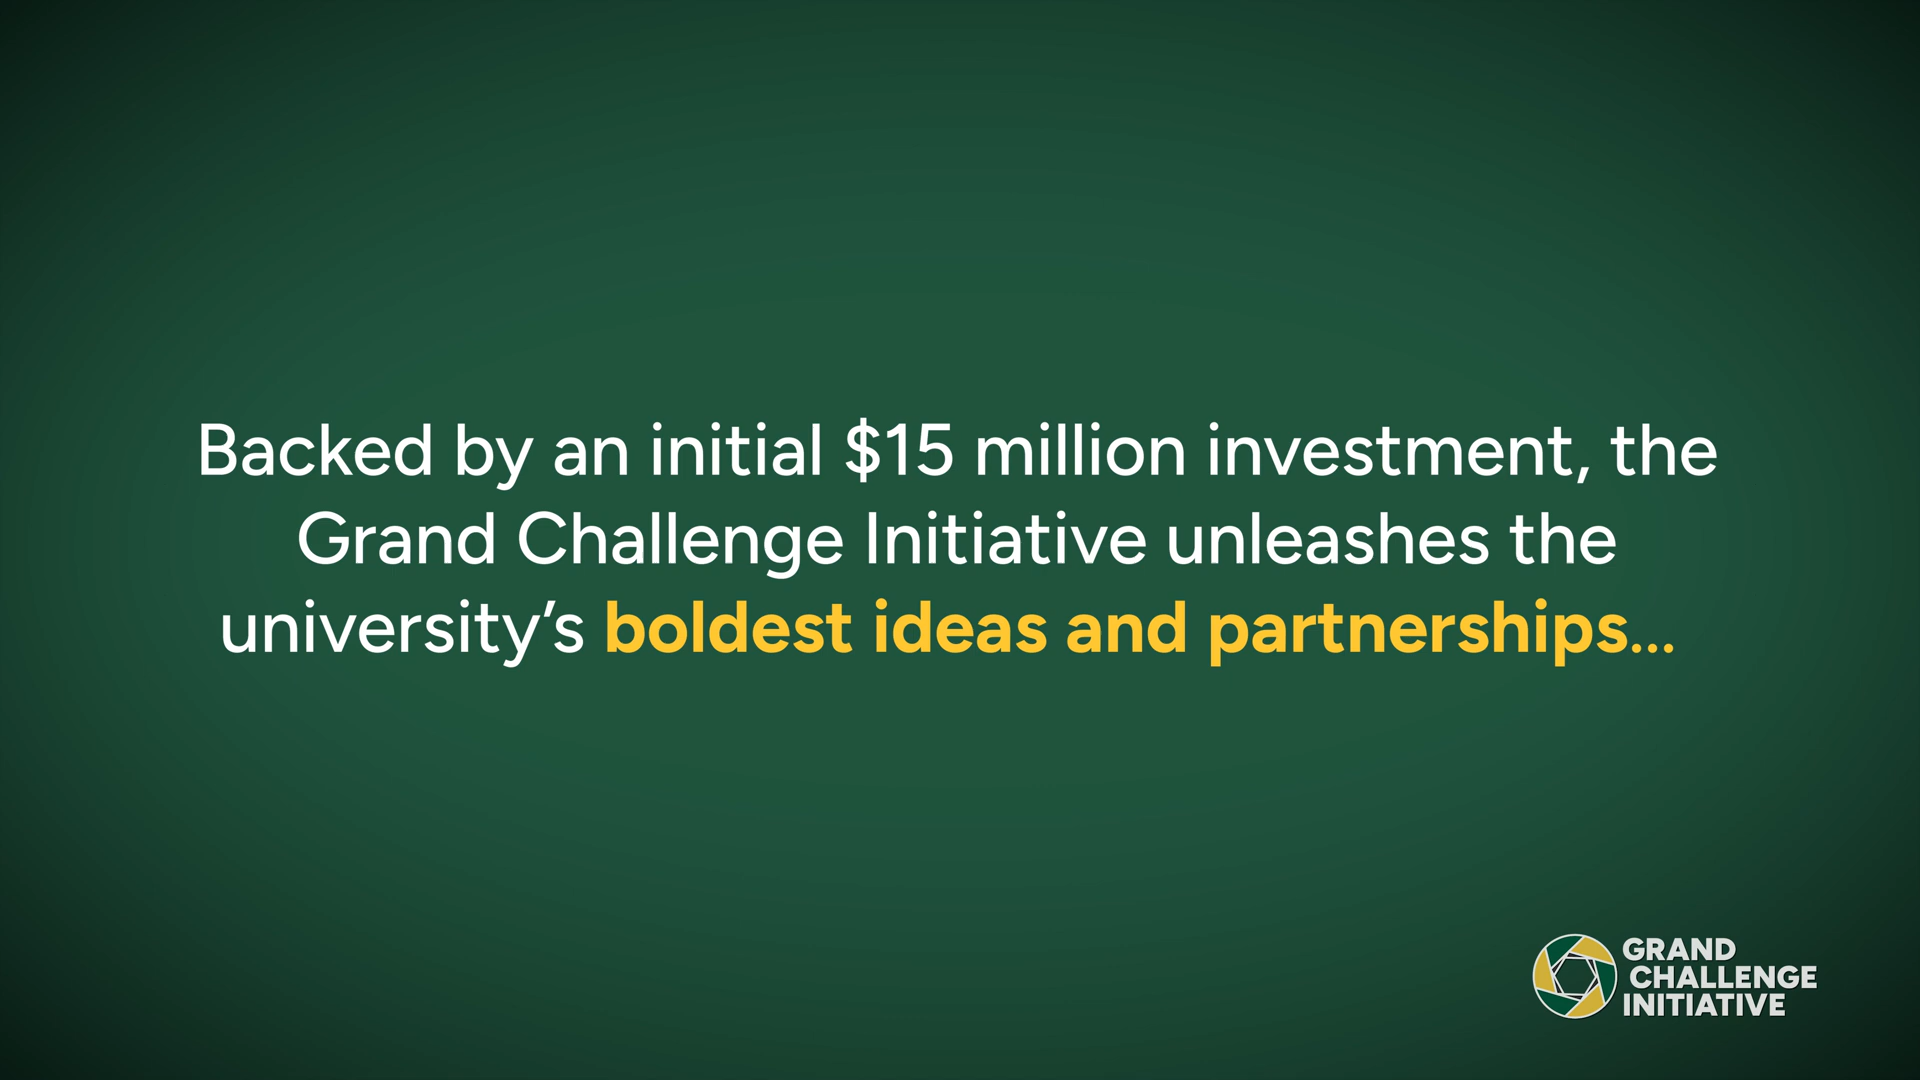 Backed by an initial $15 million investment, the
Grand Challenge Initiative unleashes the
university’s boldest ideas and partnerships...
GRAND
CHALLENGE
INITIATIVE